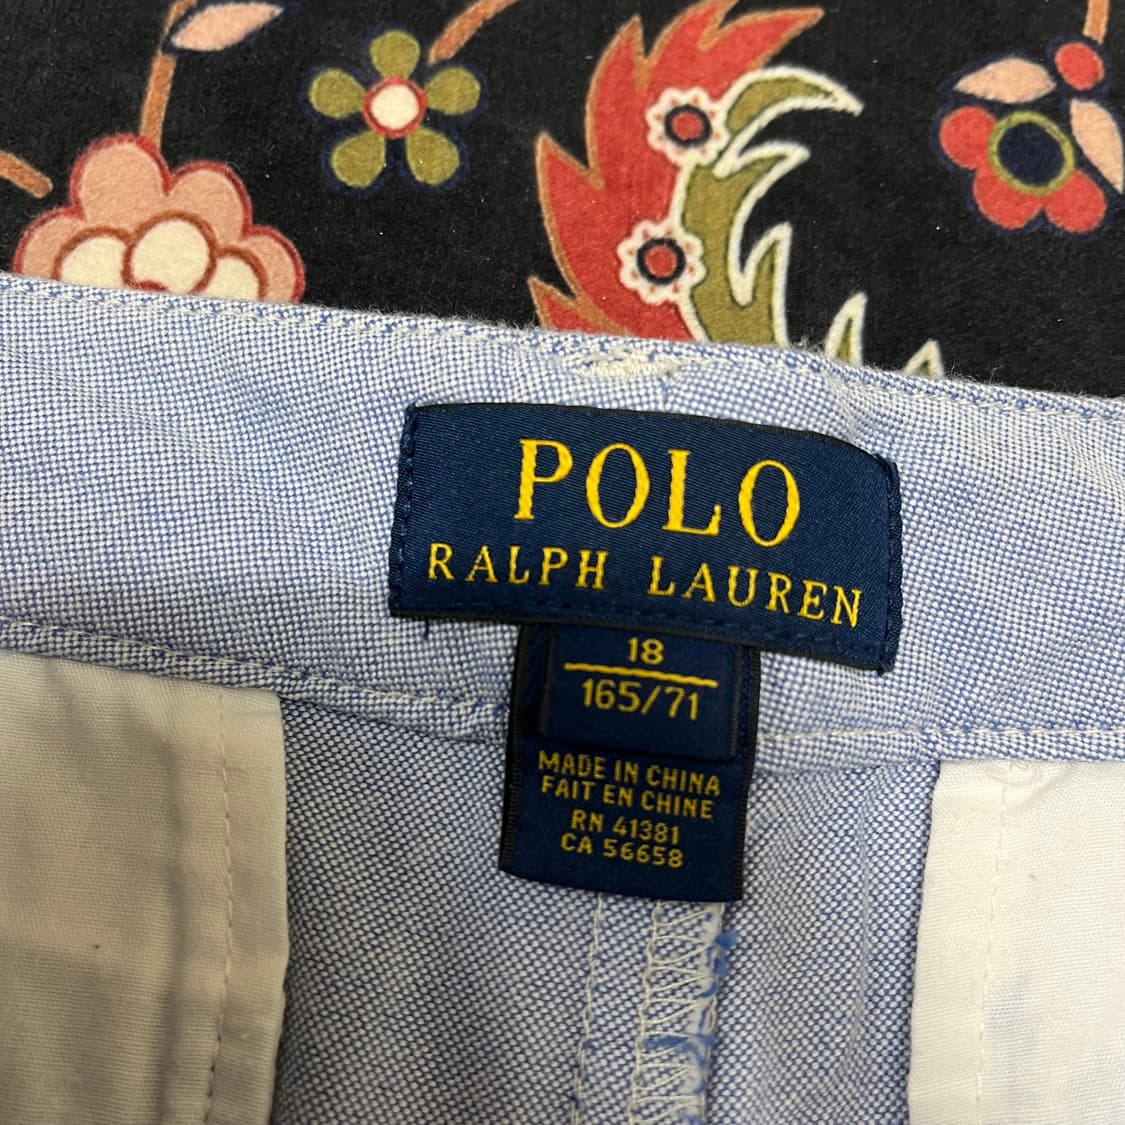 POLO
RALPH LAUREN
18
165/71
MADE IN CHINA
FAIT EN CHINE
RN 41381
CA 56658